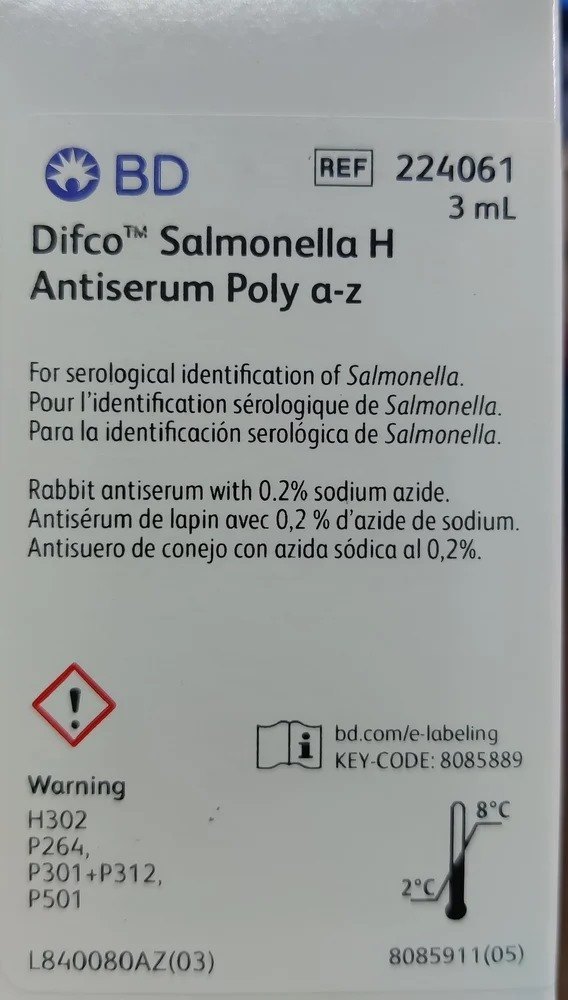 BD
REF 224061
3 mL
Difco™ Salmonella H
Antiserum Poly a-z
For serological identification of Salmonella.
Pour l'identification sérologique de Salmonella.
Para la identificación serológica de Salmonella.
Rabbit antiserum with 0.2% sodium azide.
Antisérum de lapin avec 0,2 % d'azide de sodium.
Antisuero de conejo con azida sódica al 0,2%.
!
Warning
H302
P264,
P301+P312,
P501
i
bd.com/e-labeling
KEY-CODE: 8085889
8°C
2°C
L840080AZ(03)
8085911(05)